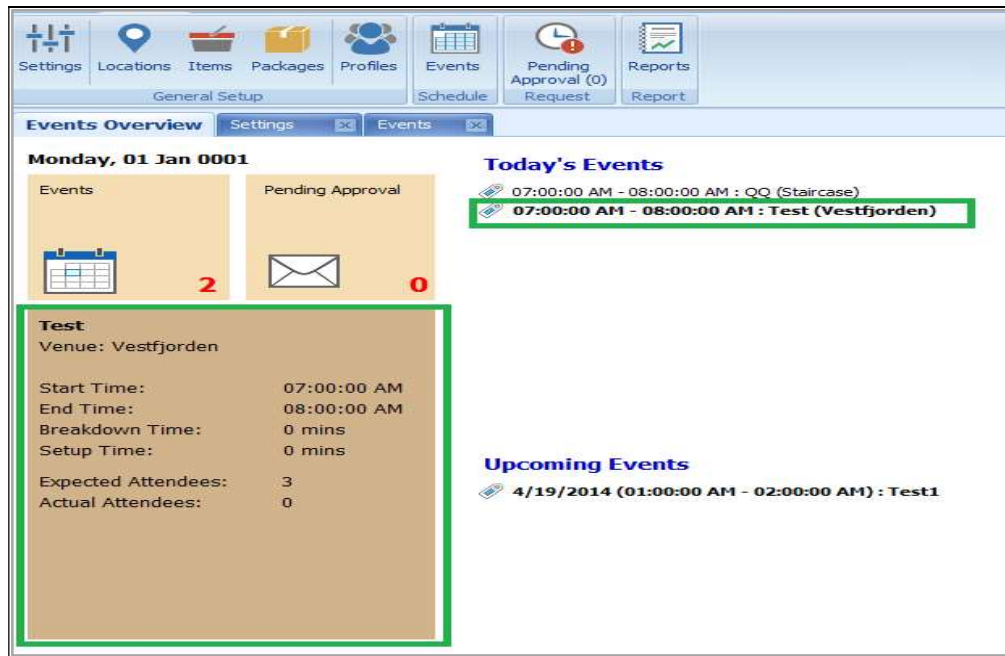 Settings Locations Items Packages Profiles Events Pending Approval (0) Reports
General Setup Schedule Request Report
Events Overview Settings Events
Monday, 01 Jan 0001
Events
2
Pending Approval
0
Test
Venue: Vestfjorden
Start Time: 07:00:00 AM
End Time: 08:00:00 AM
Breakdown Time: 0 mins
Setup Time: 0 mins
Expected Attendees: 3
Actual Attendees: 0
Today's Events
07:00:00 AM - 08:00:00 AM : QQ (Staircase)
07:00:00 AM - 08:00:00 AM : Test (Vestfjorden)
Upcoming Events
4/19/2014 (01:00:00 AM - 02:00:00 AM) : Test1